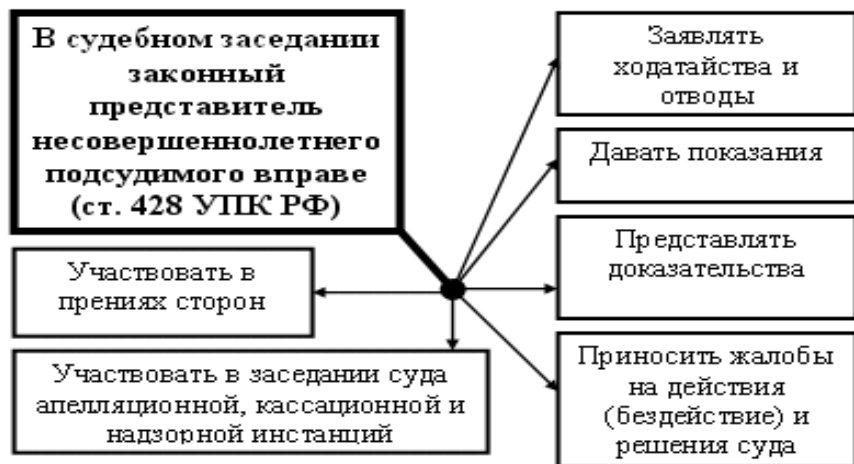 В судебном заседании
законный
представитель
несовершеннолетнего
подсудимого вправе
(ст. 428 УПК РФ)
Заявлять
ходатайства и
отводы
Давать показания
Представлять
доказательства
Приносить жалобы
на действия
(бездействие) и
решения суда
Участвовать в
прениях сторон
Участвовать в заседании суда
апелляционной, кассационной и
надзорной инстанций